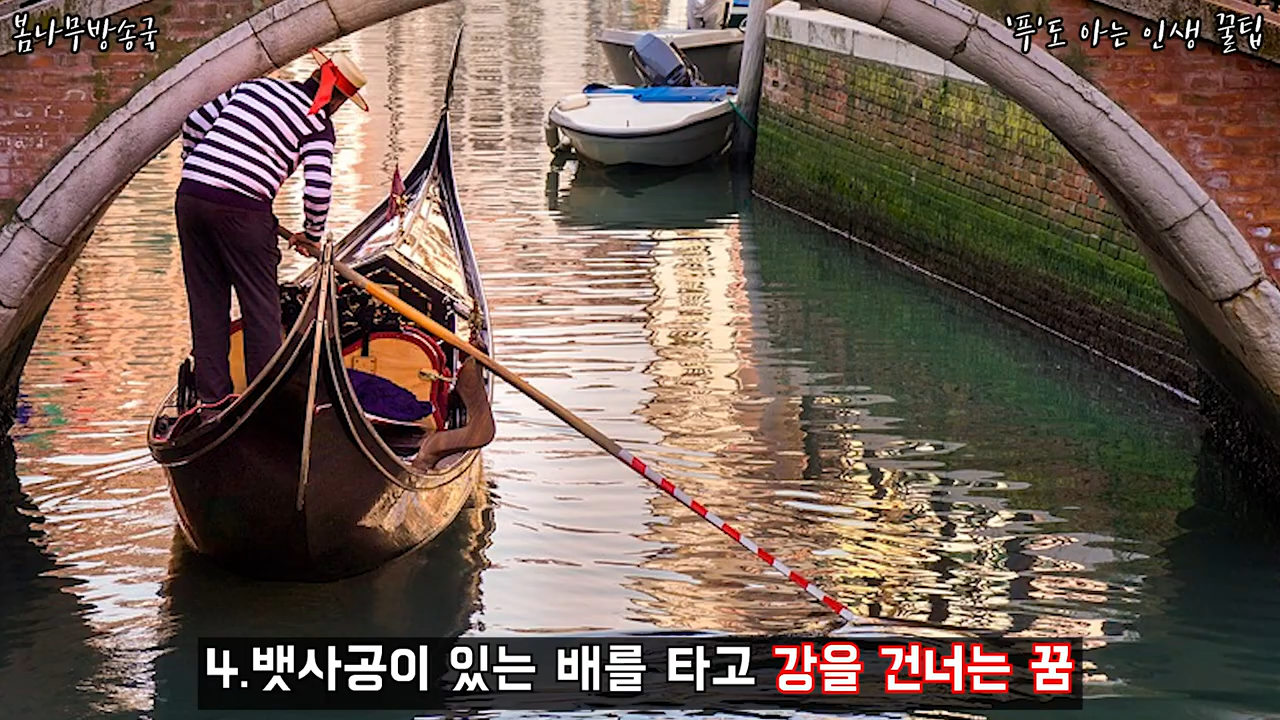 봄나무방송국
'푸'도 아는 인생 꿀팁
4.뱃사공이 있는 배를 타고 강을 건너는 꿈